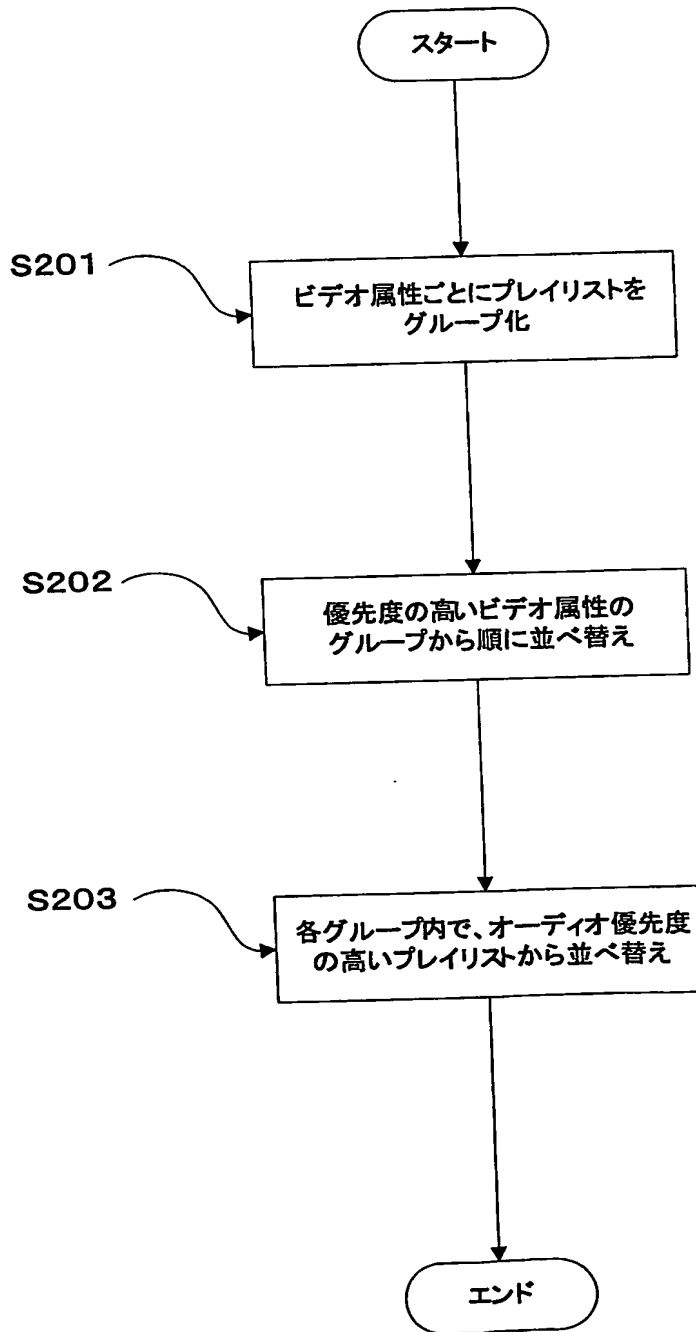 スタート
S201
ビデオ属性ごとにプレイリストを
グループ化
S202
優先度の高いビデオ属性の
グループから順に並べ替え
S203
各グループ内で、オーディオ優先度
の高いプレイリストから並べ替え
エンド